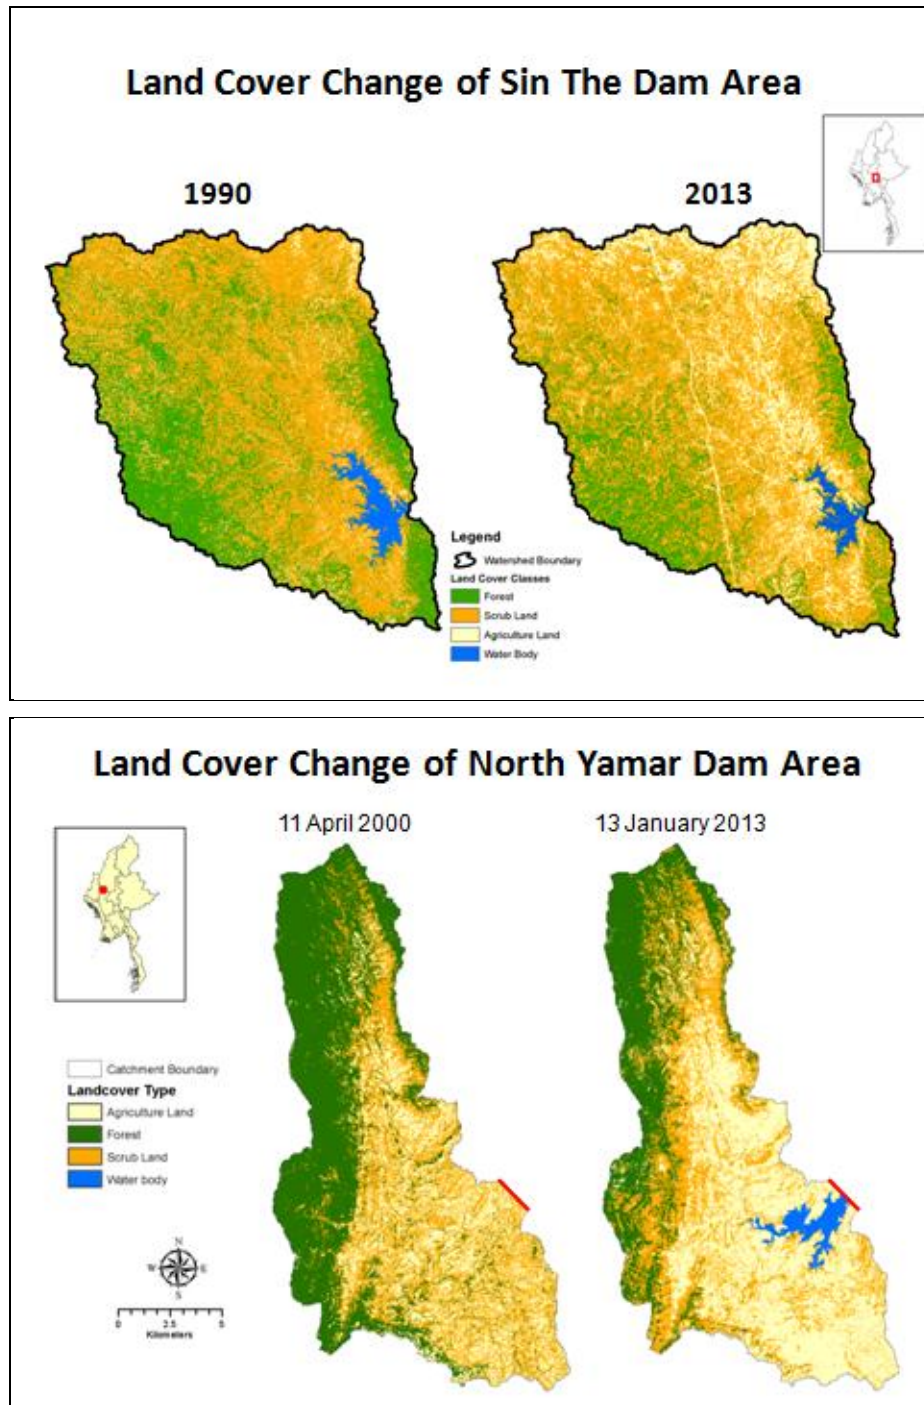 Land Cover Change of Sin The Dam Area
1990
2013
Legend
Watershed Boundary
Land Cover Classes
Forest
Scrub Land
Agriculture Land
Water Body
Land Cover Change of North Yamar Dam Area
11 April 2000
13 January 2013
Catchment Boundary
Landcover Type
Agriculture Land
Forest
Scrub Land
Water body
N
W E
S
0 2.5 5
Kilometers